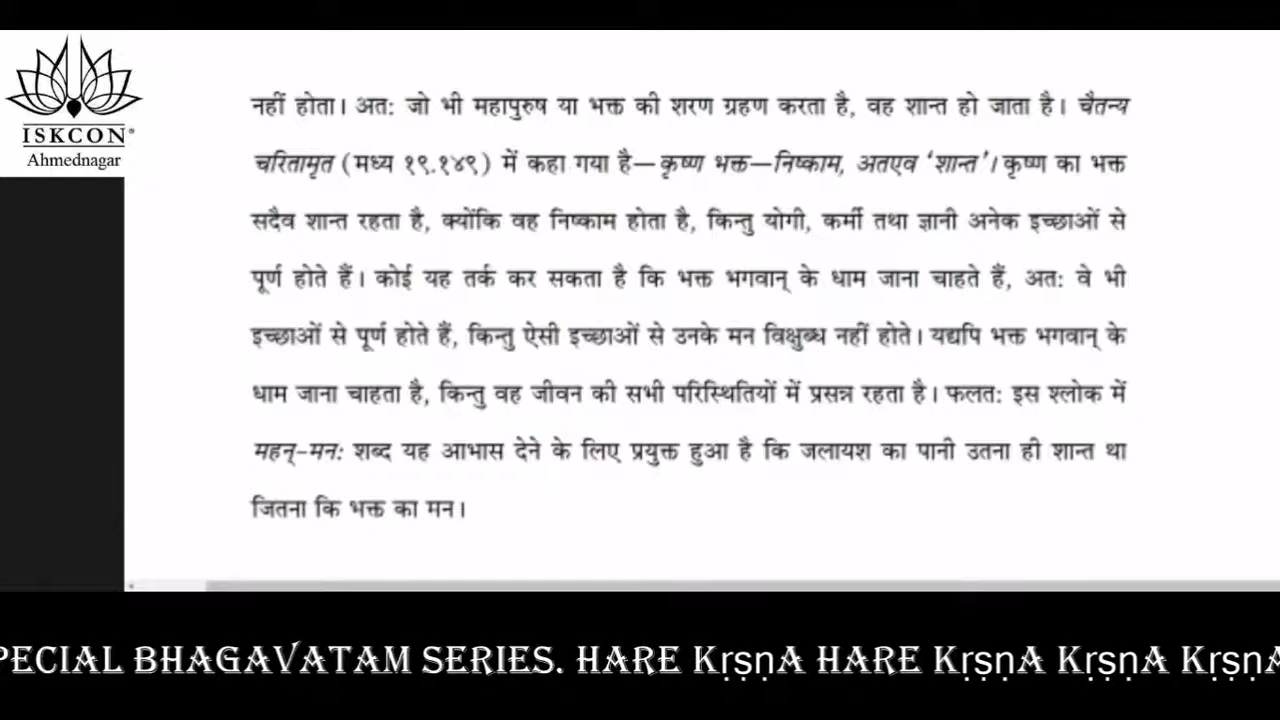 ISKCON®
Ahmednagar
नहीं होता। अत: जो भी महापुरुष या भक्त की शरण ग्रहण करता है, वह शान्त हो जाता है। चैतन्य
चरितामृत (मध्य १९.१४९) में कहा गया है—कृष्ण भक्त—निष्काम, अतएव ‘शान्त’। कृष्ण का भक्त
सदैव शान्त रहता है, क्योंकि वह निष्काम होता है, किन्तु योगी, कर्मी तथा ज्ञानी अनेक इच्छाओं से
पूर्ण होते हैं। कोई यह तर्क कर सकता है कि भक्त भगवान् के धाम जाना चाहते हैं, अत: वे भी
इच्छाओं से पूर्ण होते हैं, किन्तु ऐसी इच्छाओं से उनके मन विक्षुब्ध नहीं होते। यद्यपि भक्त भगवान् के
धाम जाना चाहता है, किन्तु वह जीवन की सभी परिस्थितियों में प्रसन्न रहता है। फलत: इस श्लोक में
महन्-मन: शब्द यह आभास देने के लिए प्रयुक्त हुआ है कि जलायश का पानी उतना ही शान्त था
जितना कि भक्त का मन।
PECIAL BHAGAVATAM SERIES. HARE KṛṣṇA HARE KṛṣṇA KṛṣṇA KṛṣṇA